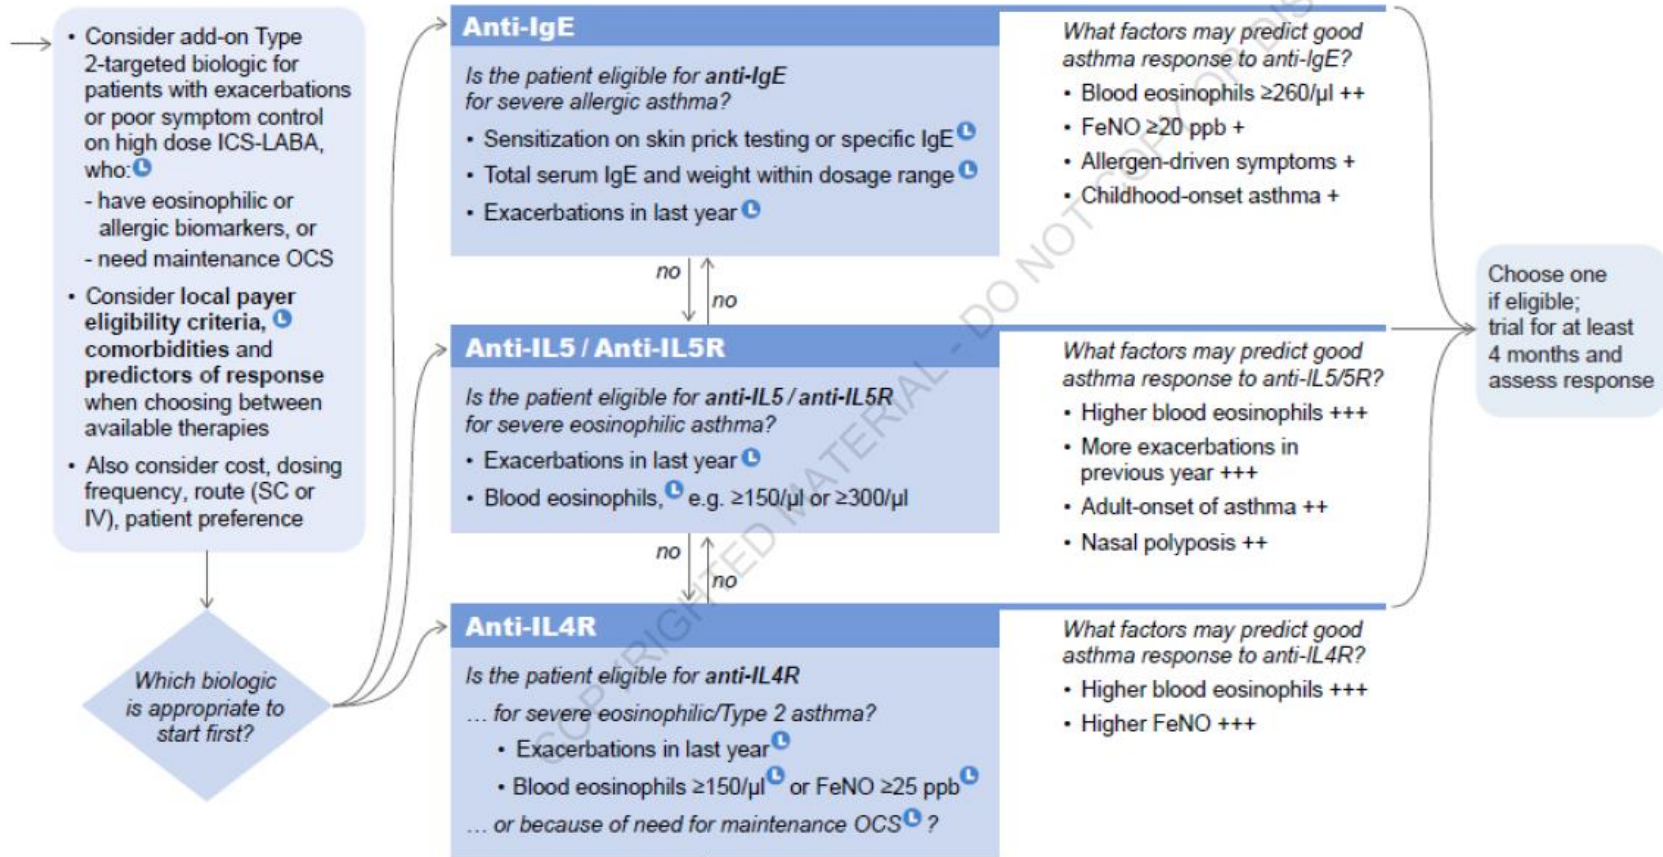 • Consider add-on Type
2-targeted biologic for
patients with exacerbations
or poor symptom control
on high dose ICS-LABA,
who: L
- have eosinophilic or
allergic biomarkers, or
- need maintenance OCS
• Consider local payer
eligibility criteria, L
comorbidities and
predictors of response
when choosing between
available therapies
• Also consider cost, dosing
frequency, route (SC or
IV), patient preference
Which biologic
is appropriate to
start first?
Anti-IgE
Is the patient eligible for anti-IgE
for severe allergic asthma?
• Sensitization on skin prick testing or specific IgE L
• Total serum IgE and weight within dosage range L
• Exacerbations in last year L
What factors may predict good
asthma response to anti-IgE?
• Blood eosinophils ≥260/µl ++
• FeNO ≥20 ppb +
• Allergen-driven symptoms +
• Childhood-onset asthma +
no
no
Anti-IL5 / Anti-IL5R
Is the patient eligible for anti-IL5 / anti-IL5R
for severe eosinophilic asthma?
• Exacerbations in last year L
• Blood eosinophils, L e.g. ≥150/µl or ≥300/µl
What factors may predict good
asthma response to anti-IL5/5R?
• Higher blood eosinophils +++
• More exacerbations in
previous year +++
• Adult-onset of asthma ++
• Nasal polyposis ++
no
no
Anti-IL4R
Is the patient eligible for anti-IL4R
... for severe eosinophilic/Type 2 asthma?
• Exacerbations in last year L
• Blood eosinophils ≥150/µl L or FeNO ≥25 ppb L
... or because of need for maintenance OCS L ?
What factors may predict good
asthma response to anti-IL4R?
• Higher blood eosinophils +++
• Higher FeNO +++
Choose one
if eligible;
trial for at least
4 months and
assess response
COPYRIGHTED MATERIAL - DO NOT COPY OR DIS